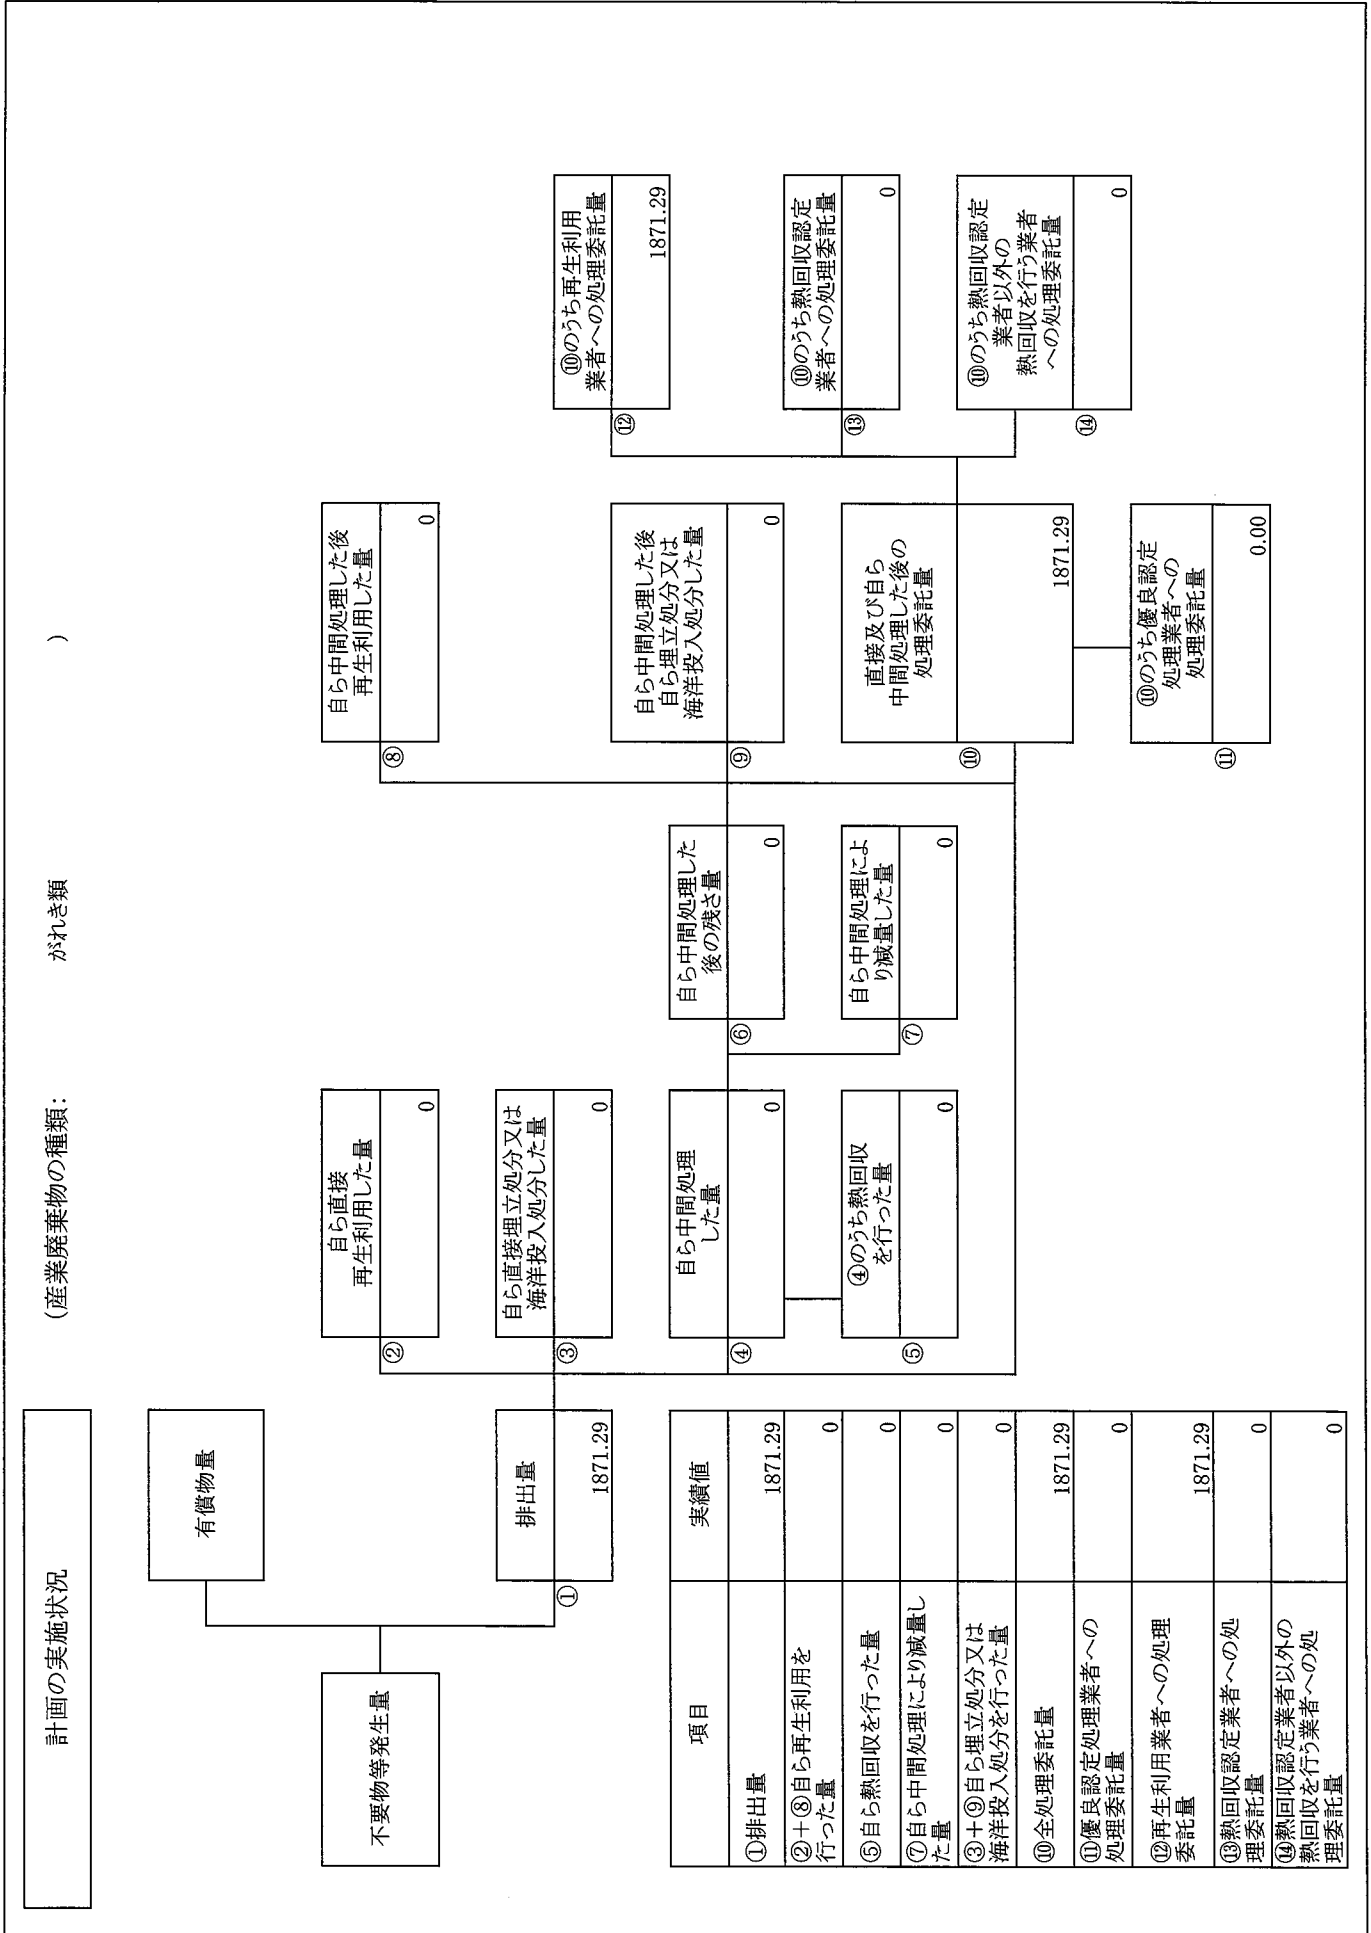 計画の実施状況
(産業廃棄物の種類:
がれき類
)
有償物量
不要物等発生量
①
排出量
1871.29
②
自ら直接
再生利用した量
0
③
自ら直接埋立処分又は
海洋投入処分した量
0
④
自ら中間処理
した量
0
⑤
④のうち熱回収
を行った量
0
⑥
自ら中間処理した
後の残さ量
0
⑦
自ら中間処理によ
り減量した量
0
⑧
自ら中間処理した後
再生利用した量
0
⑨
自ら中間処理した後
自ら埋立処分又は
海洋投入処分した量
0
⑩
直接及び自ら
中間処理した後の
処理委託量
1871.29
⑪
⑩のうち優良認定
処理業者への
処理委託量
0.00
⑫
⑩のうち再生利用
業者への処理委託量
1871.29
⑬
⑩のうち熱回収認定
業者への処理委託量
0
⑭
⑩のうち熱回収認定
業者以外の
熱回収を行う業者
への処理委託量
0
項目
実績値
①排出量
1871.29
②+⑧自ら再生利用を
行った量
0
⑤自ら熱回収を行った量
0
⑦自ら中間処理により減量し
た量
0
③+⑨自ら埋立処分又は
海洋投入処分を行った量
0
⑩全処理委託量
1871.29
⑪優良認定処理業者への
処理委託量
0
⑫再生利用業者への処理
委託量
1871.29
⑬熱回収認定業者への処
理委託量
0
⑭熱回収認定業者以外の
熱回収を行う業者への処
理委託量
0